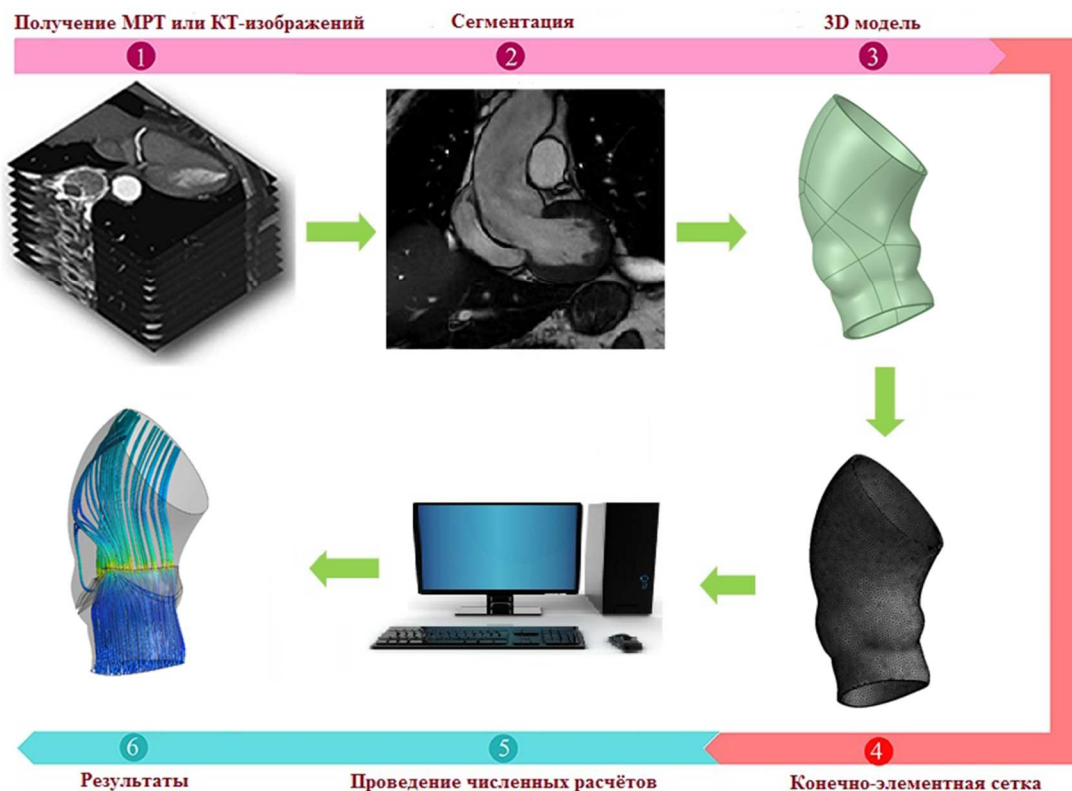 Получение МРТ или КТ-изображений
Сегментация
3D модель
1
2
3
6
5
4
Результаты
Проведение численных расчётов
Конечно-элементная сетка